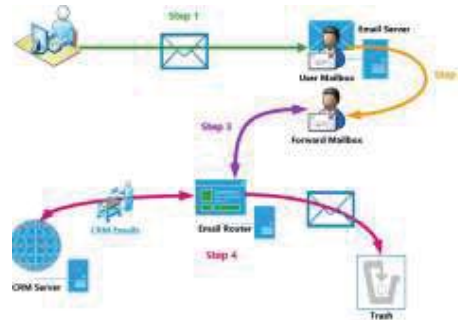 Step 1
Email Server
User Mailbox
Step
Step 3
Forward Mailbox
CRM Emails
Email Router
Step 4
CRM Server
Trash